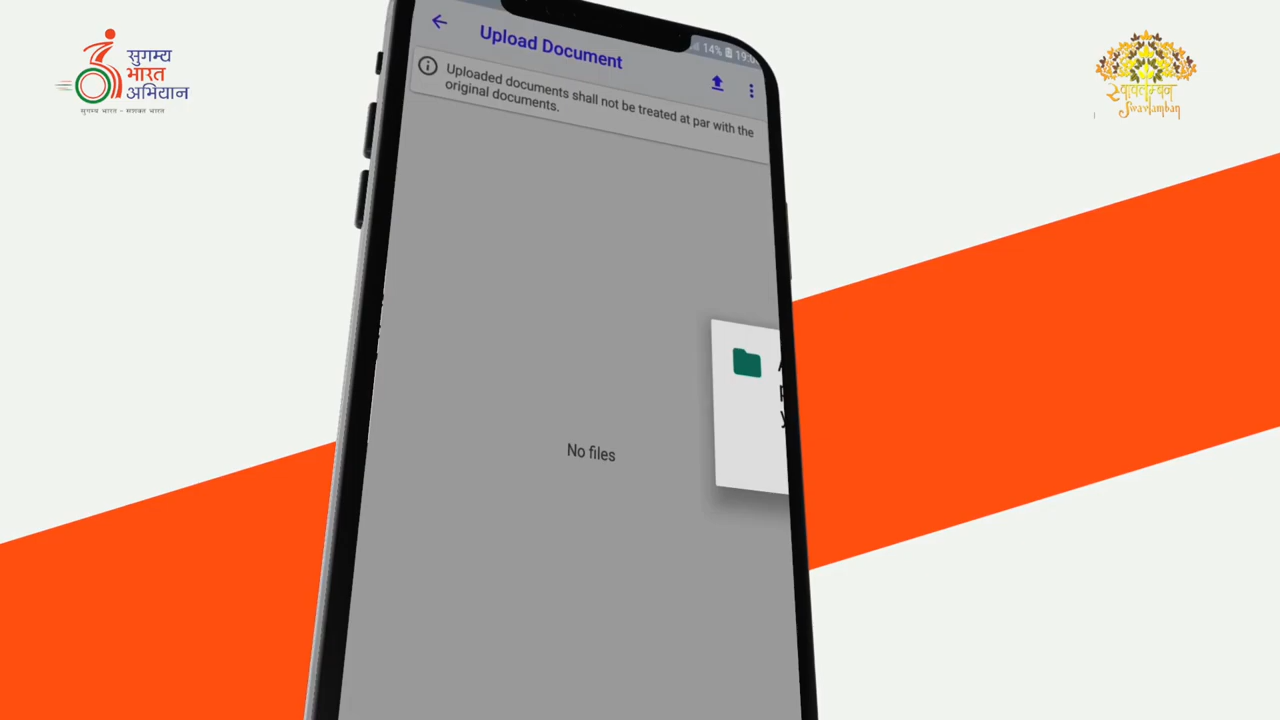 सुगम्य
भारत
अभियान
सुगम्य भारत - सशक्त भारत
Upload Document
14%
Uploaded documents shall not be treated at par with the
original documents.
No files
स्वावलम्बन
Swavlamban